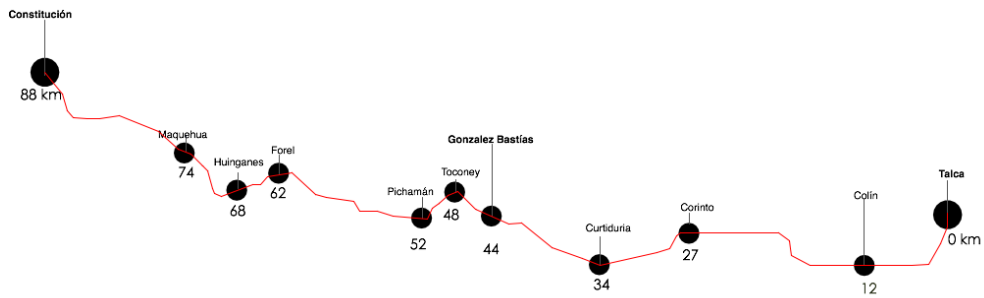 Constitución
88 km
Maquehua
74
Huinganes
68
Forel
62
Pichamán
52
Toconey
48
Gonzalez Bastías
44
Curtiduria
34
Corinto
27
Colín
12
Talca
0 km